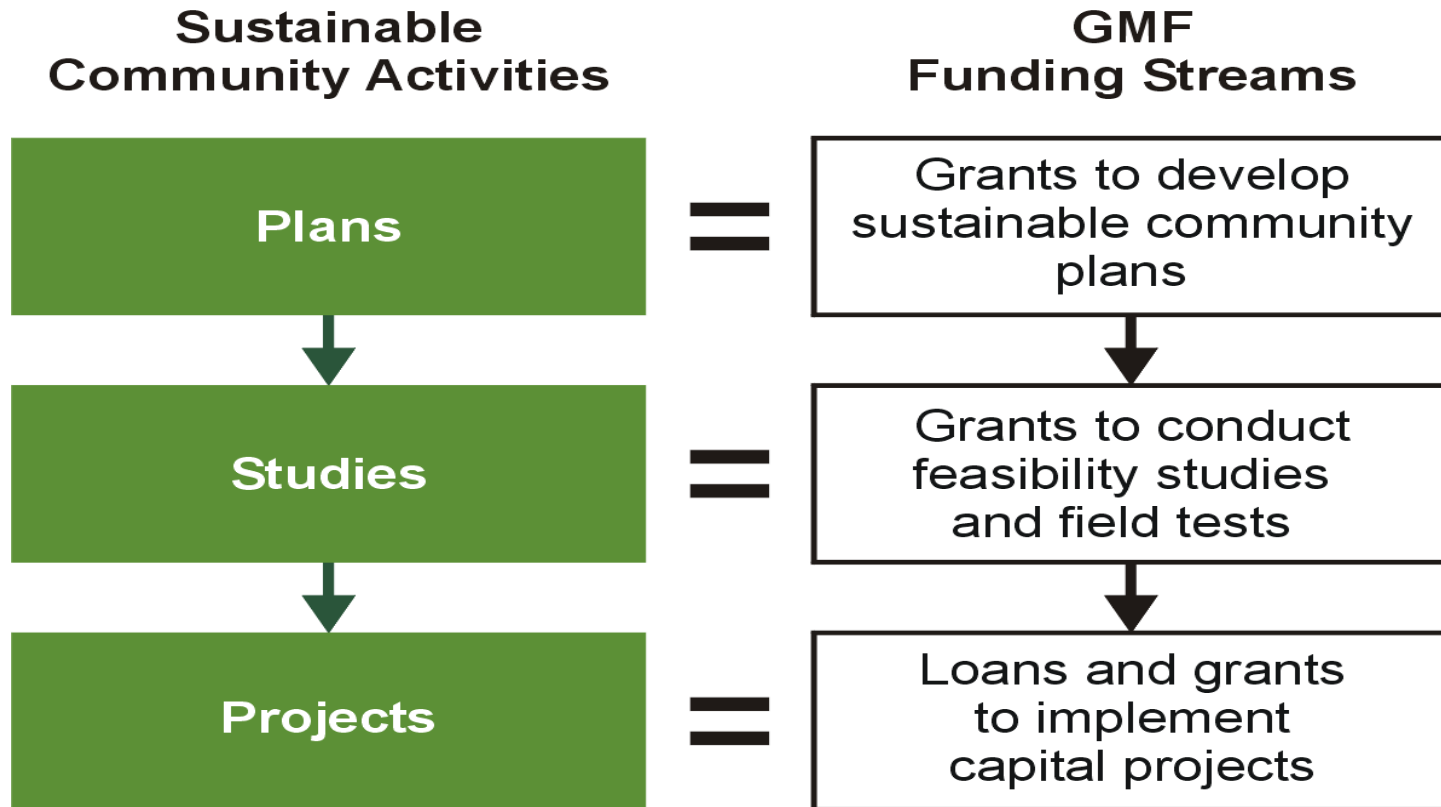 Sustainable
Community Activities
GMF
Funding Streams
Plans
Grants to develop
sustainable community
plans
Studies
Grants to conduct
feasibility studies
and field tests
Projects
Loans and grants
to implement
capital projects